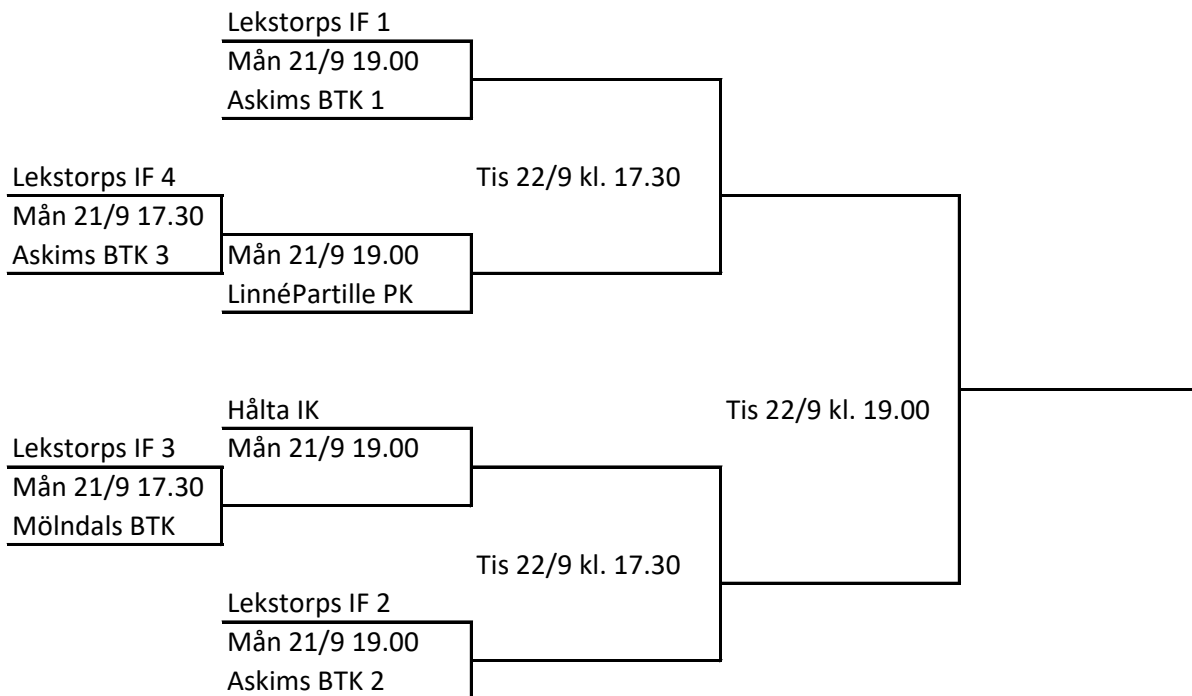 Lekstorps IF 1
Mån 21/9 19.00
Askims BTK 1
Lekstorps IF 4
Tis 22/9 kl. 17.30
Mån 21/9 17.30
Askims BTK 3
Mån 21/9 19.00
LinnéPartille PK
Hålta IK
Tis 22/9 kl. 19.00
Lekstorps IF 3
Mån 21/9 19.00
Mån 21/9 17.30
Mölndals BTK
Tis 22/9 kl. 17.30
Lekstorps IF 2
Mån 21/9 19.00
Askims BTK 2